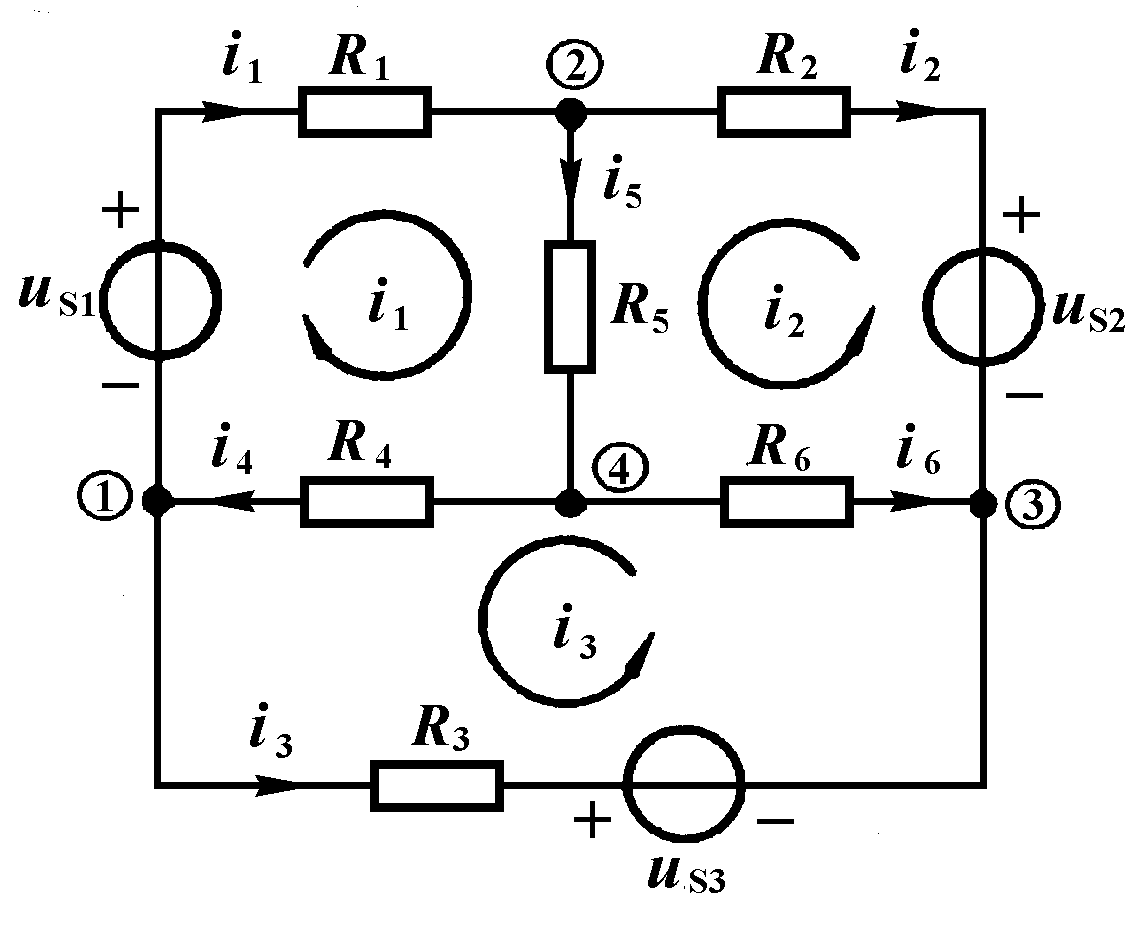 i1 R1 ② R2 i2
+ i5 +
uS1 i1 R5 i2 uS2
− −
i4 R4 ④ R6 i6
① ③
i3
i3 R3
+ −
uS3